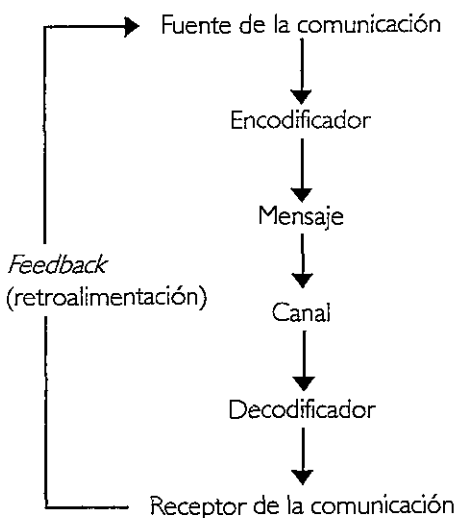 Fuente de la comunicación
Encodificador
Mensaje
Feedback
(retroalimentación)
Canal
Decodificador
Receptor de la comunicación